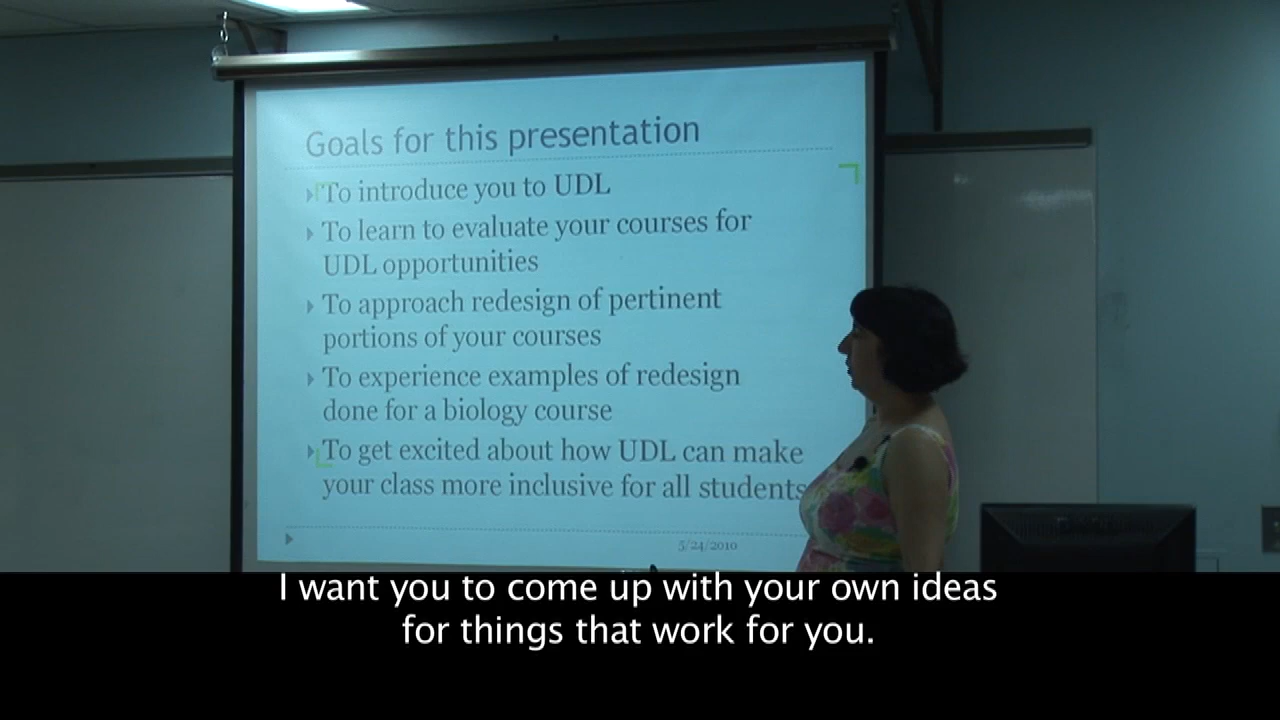 Goals for this presentation
To introduce you to UDL
To learn to evaluate your courses for
UDL opportunities
To approach redesign of pertinent
portions of your courses
To experience examples of redesign
done for a biology course
To get excited about how UDL can make
your class more inclusive for all students
5/24/2010
I want you to come up with your own ideas
for things that work for you.